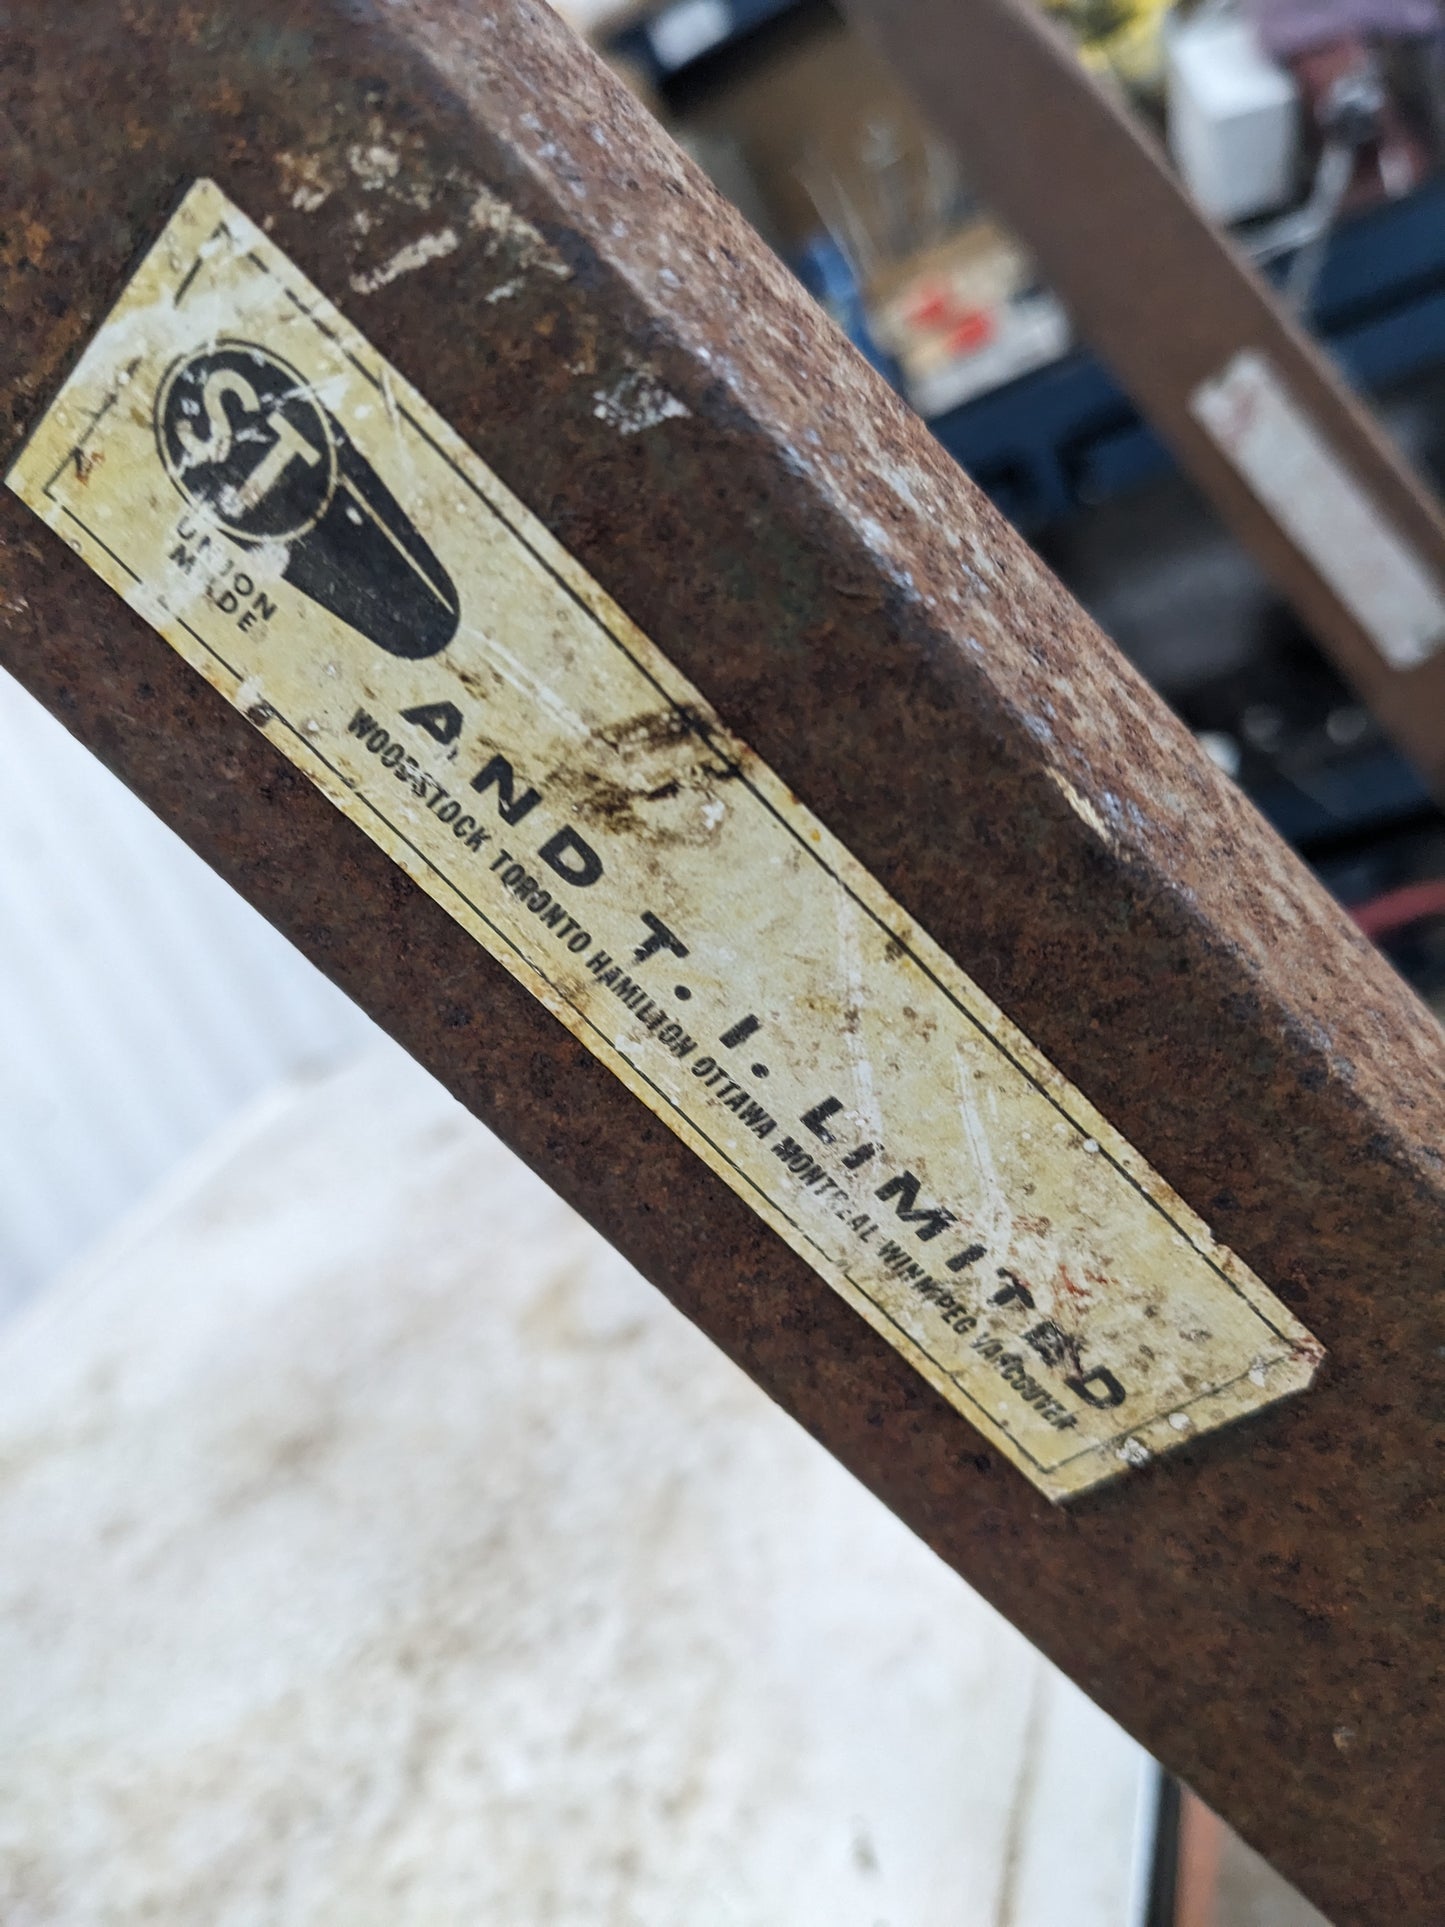 ST
UNION
MADE
AND T. I. LIMITED
WOODSTOCK TORONTO HAMILTON OTTAWA MONTREAL WINNIPEG VANCOUVER